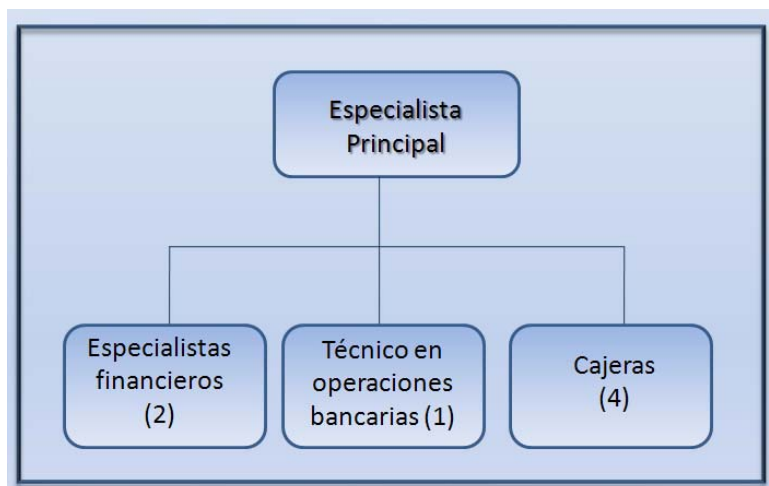 Especialista
Principal
Especialistas
financieros
(2)
Técnico en
operaciones
bancarias (1)
Cajeras
(4)